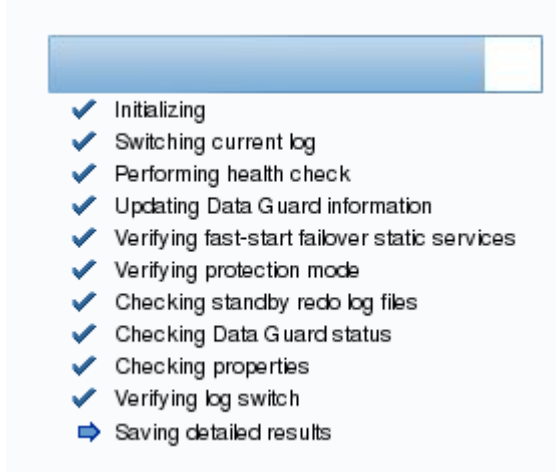 Initializing
Switching current log
Performing health check
Updating Data Guard information
Verifying fast-start failover static services
Verifying protection mode
Checking standby redo log files
Checking Data Guard status
Checking properties
Verifying log switch
Saving detailed results